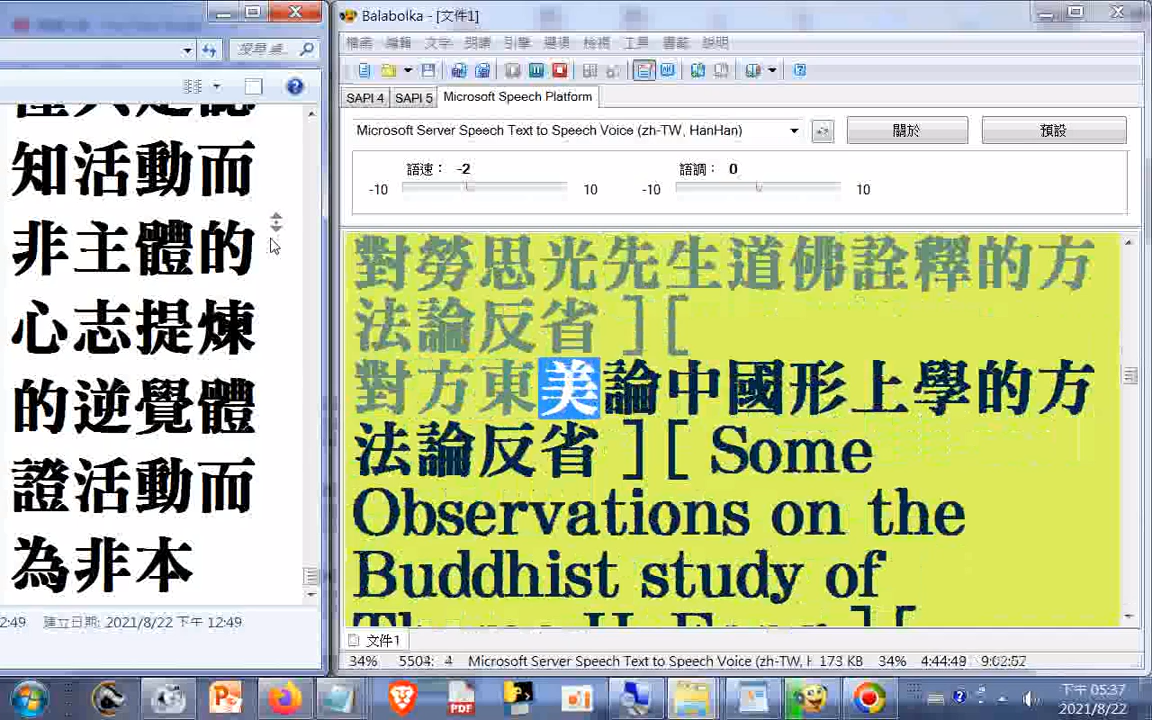 Balabolka - [文件1]
檔案 編輯 文字 朗讀 引擎 選項 檢視 工具 書籤 說明
搜尋桌...
SAPI 4 SAPI 5 Microsoft Speech Platform
Microsoft Server Speech Text to Speech Voice (zh-TW, HanHan)
關於
預設
語速： -2
語調： 0
-10 10 -10 10
知活動而
非主體的
心志提煉
的逆覺體
證活動而
為非本
對勞思光先生道佛詮釋的方
法論反省 ] [
對方東美論中國形上學的方
法論反省 ] [ Some
Observations on the
Buddhist study of
文件1
2:49 建立日期: 2021/8/22 下午 12:49
34% 5504: 4 Microsoft Server Speech Text to Speech Voice (zh-TW, H 173 KB 34% 4:44:49 9:02:57
PDF
下午 05:37
2021/8/22